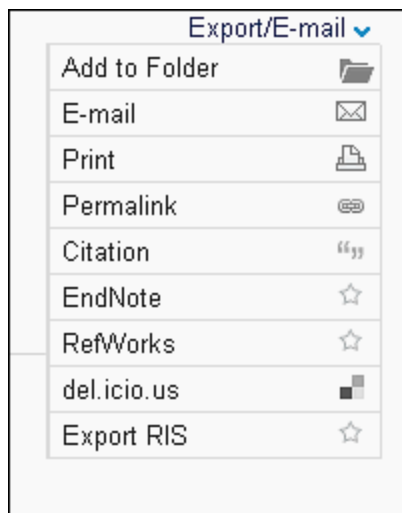 Export/E-mail
Add to Folder
E-mail
Print
Permalink
Citation
EndNote
RefWorks
del.icio.us
Export RIS